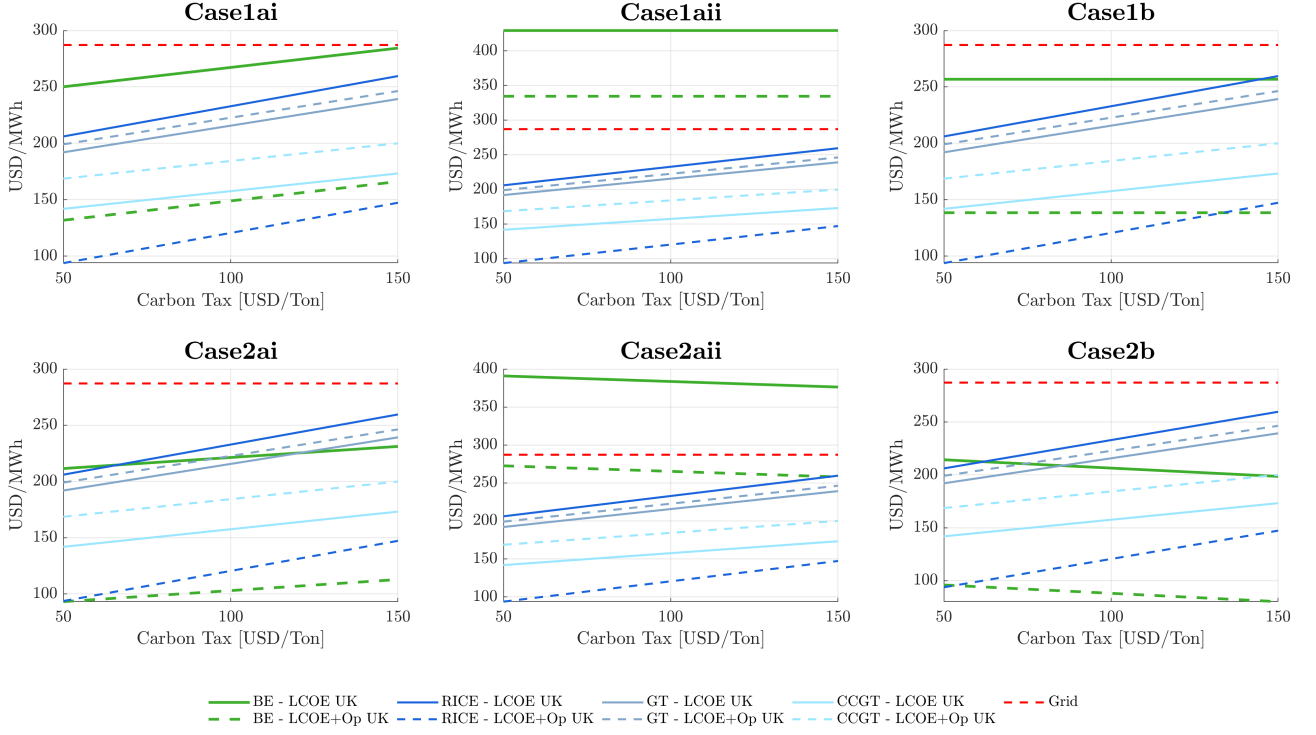 Case1ai
Case1aii
Case1b
USD/MWh
300
250
200
150
100
50
100
150
Carbon Tax [USD/Ton]
USD/MWh
400
350
300
250
200
150
100
50
100
150
Carbon Tax [USD/Ton]
USD/MWh
300
250
200
150
100
50
100
150
Carbon Tax [USD/Ton]
Case2ai
Case2aii
Case2b
USD/MWh
300
250
200
150
100
50
100
150
Carbon Tax [USD/Ton]
USD/MWh
400
350
300
250
200
150
100
50
100
150
Carbon Tax [USD/Ton]
USD/MWh
300
250
200
150
100
50
100
150
Carbon Tax [USD/Ton]
BE - LCOE UK
RICE - LCOE UK
GT - LCOE UK
CCGT - LCOE UK
Grid
BE - LCOE+Op UK
RICE - LCOE+Op UK
GT - LCOE+Op UK
CCGT - LCOE+Op UK